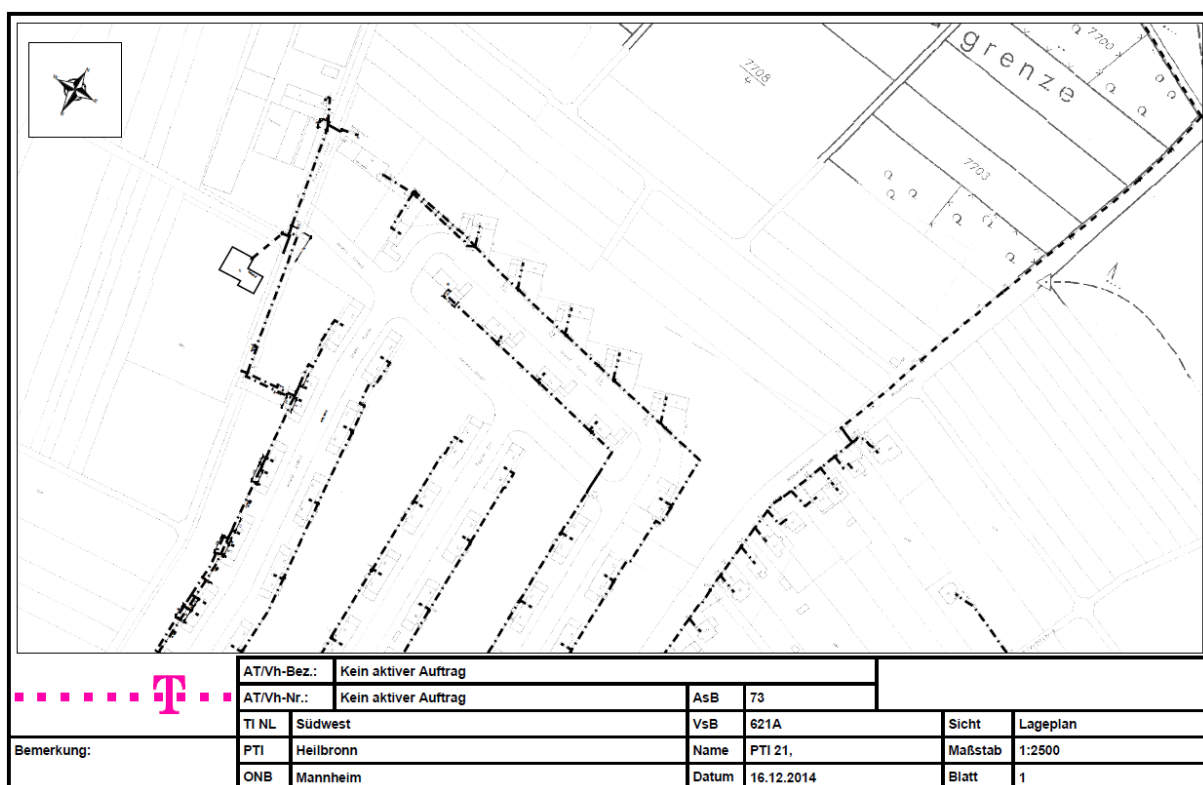 grenze
7700
7708
4
7703
T
AT/Vh-Bez.: Kein aktiver Auftrag
AT/Vh-Nr.: Kein aktiver Auftrag AsB 73
TI NL Südwest VsB 621A Sicht Lageplan
Bemerkung: PTI Heilbronn Name PTI 21, Maßstab 1:2500
ONB Mannheim Datum 16.12.2014 Blatt 1